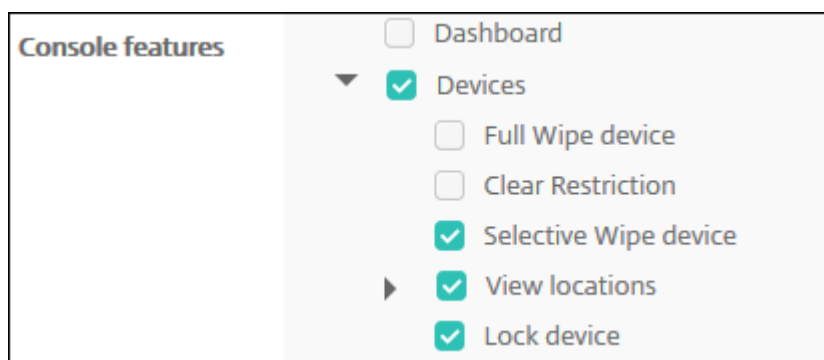 Console features
Dashboard
Devices
Full Wipe device
Clear Restriction
Selective Wipe device
View locations
Lock device